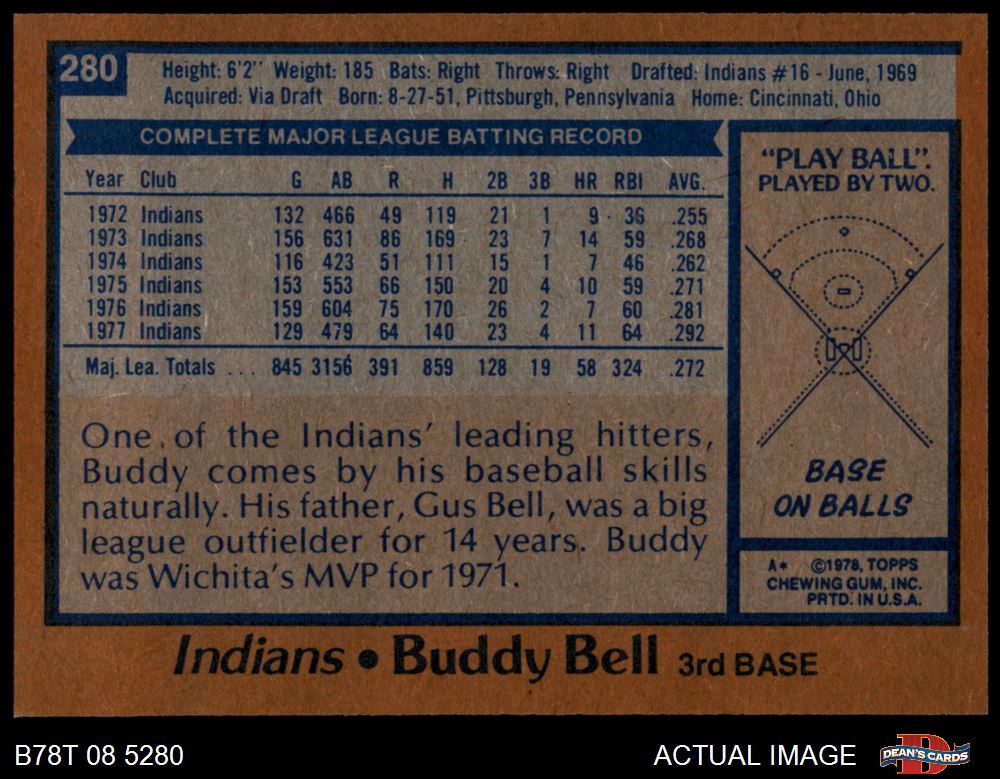 280
Height: 6'2" Weight: 185 Bats: Right Throws: Right Drafted: Indians #16 - June, 1969
Acquired: Via Draft Born: 8-27-51, Pittsburgh, Pennsylvania Home: Cincinnati, Ohio
COMPLETE MAJOR LEAGUE BATTING RECORD
Year Club G AB R H 2B 3B HR RBI AVG.
1972 Indians 132 466 49 119 21 1 9 36 .255
1973 Indians 156 631 86 169 23 7 14 59 .268
1974 Indians 116 423 51 111 15 1 7 46 .262
1975 Indians 153 553 66 150 20 4 10 59 .271
1976 Indians 159 604 75 170 26 2 7 60 .281
1977 Indians 129 479 64 140 23 4 11 64 .292
Maj. Lea. Totals ... 845 3156 391 859 128 19 58 324 .272
One of the Indians' leading hitters,
Buddy comes by his baseball skills
naturally. His father, Gus Bell, was a big
league outfielder for 14 years. Buddy
was Wichita's MVP for 1971.
"PLAY BALL".
PLAYED BY TWO.
BASE
ON BALLS
A* ©1978, TOPPS
CHEWING GUM, INC.
PRTD. IN U.S.A.
Indians • Buddy Bell 3rd BASE
B78T 08 5280 ACTUAL IMAGE DEAN'S CARDS